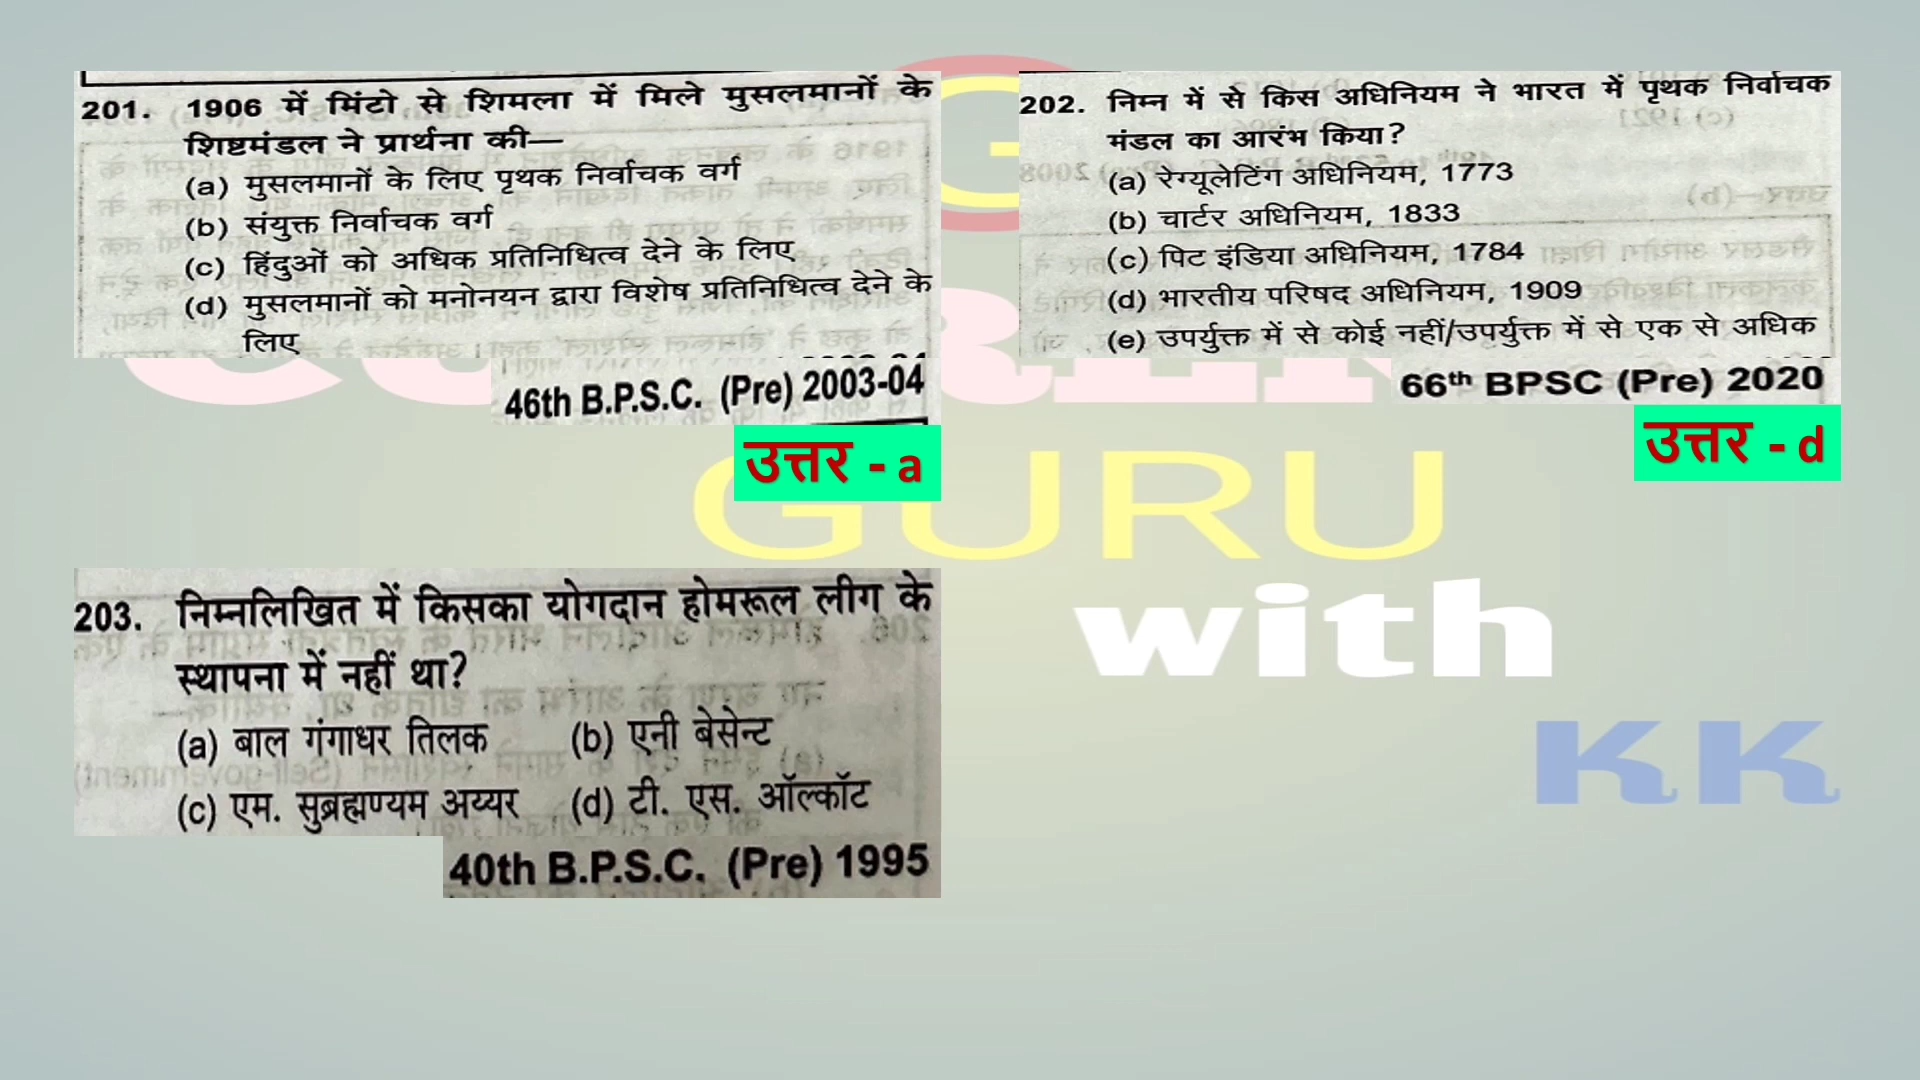 201. 1906 में मिंटो से शिमला में मिले मुसलमानों के
शिष्टमंडल ने प्रार्थना की—
(a) मुसलमानों के लिए पृथक निर्वाचक वर्ग
(b) संयुक्त निर्वाचक वर्ग
(c) हिंदुओं को अधिक प्रतिनिधित्व देने के लिए
(d) मुसलमानों को मनोनयन द्वारा विशेष प्रतिनिधित्व देने के
लिए
46th B.P.S.C. (Pre) 2003-04
उत्तर - a
202. निम्न में से किस अधिनियम ने भारत में पृथक निर्वाचक
मंडल का आरंभ किया?
(a) रेग्यूलेटिंग अधिनियम, 1773
(b) चार्टर अधिनियम, 1833
(c) पिट इंडिया अधिनियम, 1784
(d) भारतीय परिषद अधिनियम, 1909
(e) उपर्युक्त में से कोई नहीं/उपर्युक्त में से एक से अधिक
66th BPSC (Pre) 2020
उत्तर - d
203. निम्नलिखित में किसका योगदान होमरूल लीग के
स्थापना में नहीं था?
(a) बाल गंगाधर तिलक (b) एनी बेसेन्ट
(c) एम. सुब्रह्मण्यम अय्यर (d) टी. एस. ऑल्कॉट
40th B.P.S.C. (Pre) 1995
GURU
with
KK